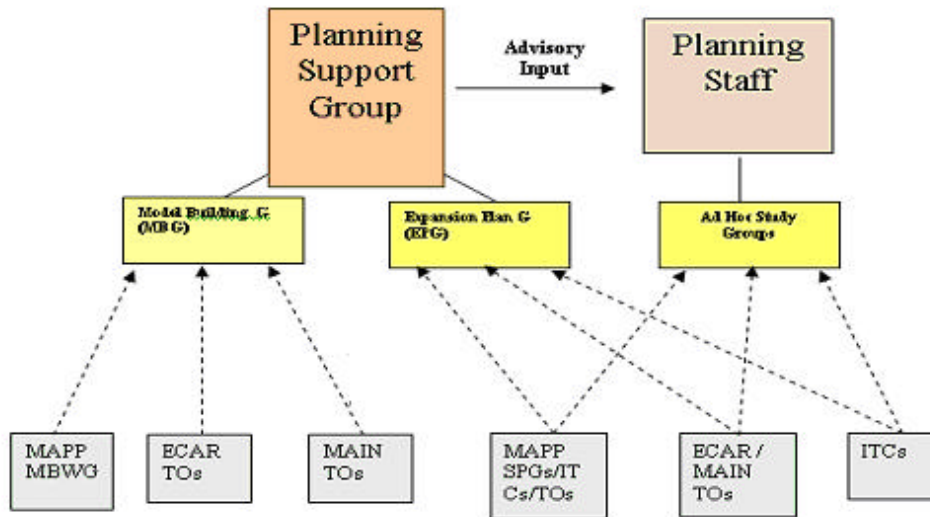 Planning
Support
Group
Advisory
Input
Planning
Staff
Model Building G
(MBG)
Expansion Plan G
(EPG)
Ad Hoc Study
Groups
MAPP
MBWG
ECAR
TOs
MAIN
TOs
MAPP
SPGs/IT
Cs/TOs
ECAR /
MAIN
TOs
ITCs